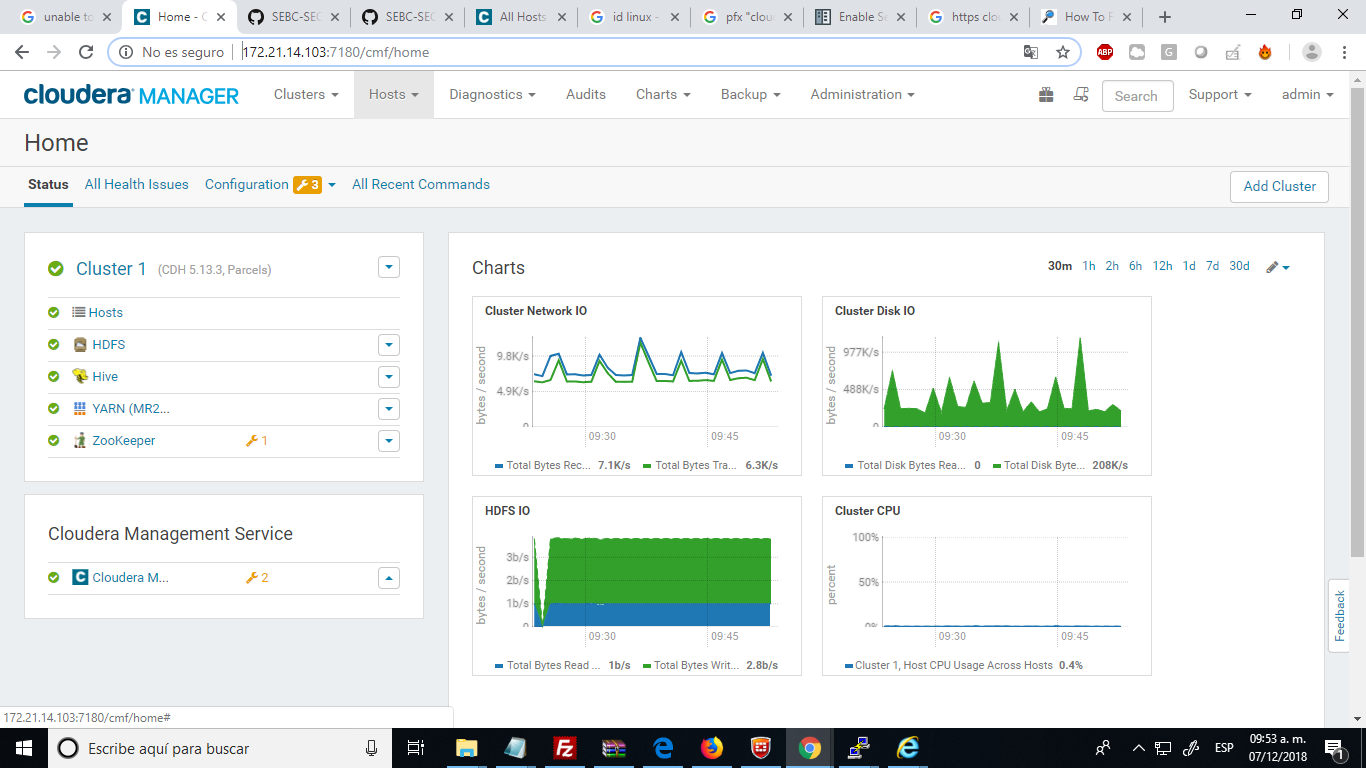 unable to
Home - C
SEBC-SEC
SEBC-SEC
All Hosts
id linux -
pfx "clou
Enable Se
https clo
How To F
No es seguro
172.21.14.103:7180/cmf/home
ABP
G
cloudera MANAGER
Clusters
Hosts
Diagnostics
Audits
Charts
Backup
Administration
Search
Support
admin
Home
Status
All Health Issues
Configuration 3
All Recent Commands
Add Cluster
Cluster 1 (CDH 5.13.3, Parcels)
Hosts
HDFS
Hive
YARN (MR2...
ZooKeeper 1
Cloudera Management Service
C Cloudera M... 2
Charts
30m 1h 2h 6h 12h 1d 7d 30d
Cluster Network IO
bytes / second
9.8K/s
4.9K/s
0
09:30 09:45
Total Bytes Rec... 7.1K/s Total Bytes Tra... 6.3K/s
Cluster Disk IO
bytes / second
977K/s
488K/s
0
09:30 09:45
Total Disk Bytes Rea... 0 Total Disk Byte... 208K/s
HDFS IO
bytes / second
3b/s
2b/s
1b/s
0
09:30 09:45
Total Bytes Read ... 1b/s Total Bytes Writ... 2.8b/s
Cluster CPU
percent
100%
50%
0%
09:30 09:45
Cluster 1, Host CPU Usage Across Hosts 0.4%
Feedback
172.21.14.103:7180/cmf/home#
Escribe aquí para buscar
ESP
09:53 a. m.
07/12/2018
1